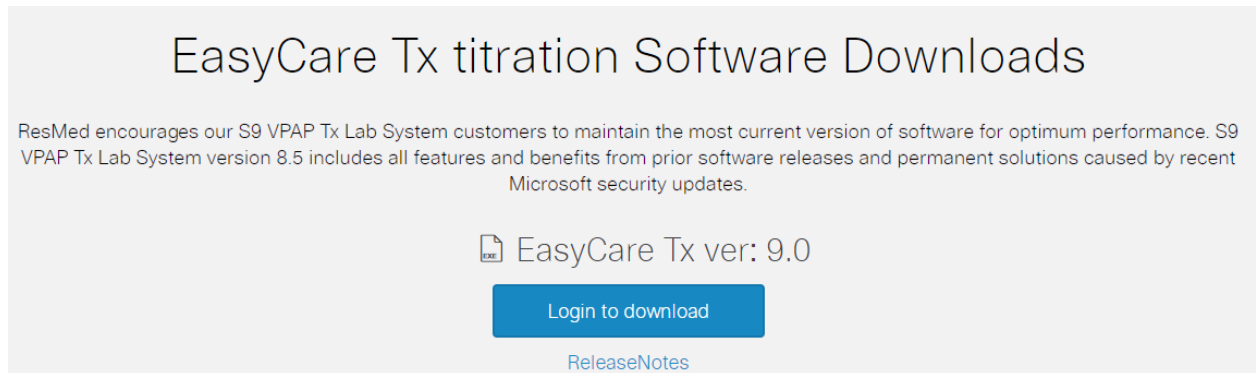 EasyCare Tx titration Software Downloads
ResMed encourages our S9 VPAP Tx Lab System customers to maintain the most current version of software for optimum performance. S9
VPAP Tx Lab System version 8.5 includes all features and benefits from prior software releases and permanent solutions caused by recent
Microsoft security updates.
EXE EasyCare Tx ver: 9.0
Login to download
ReleaseNotes